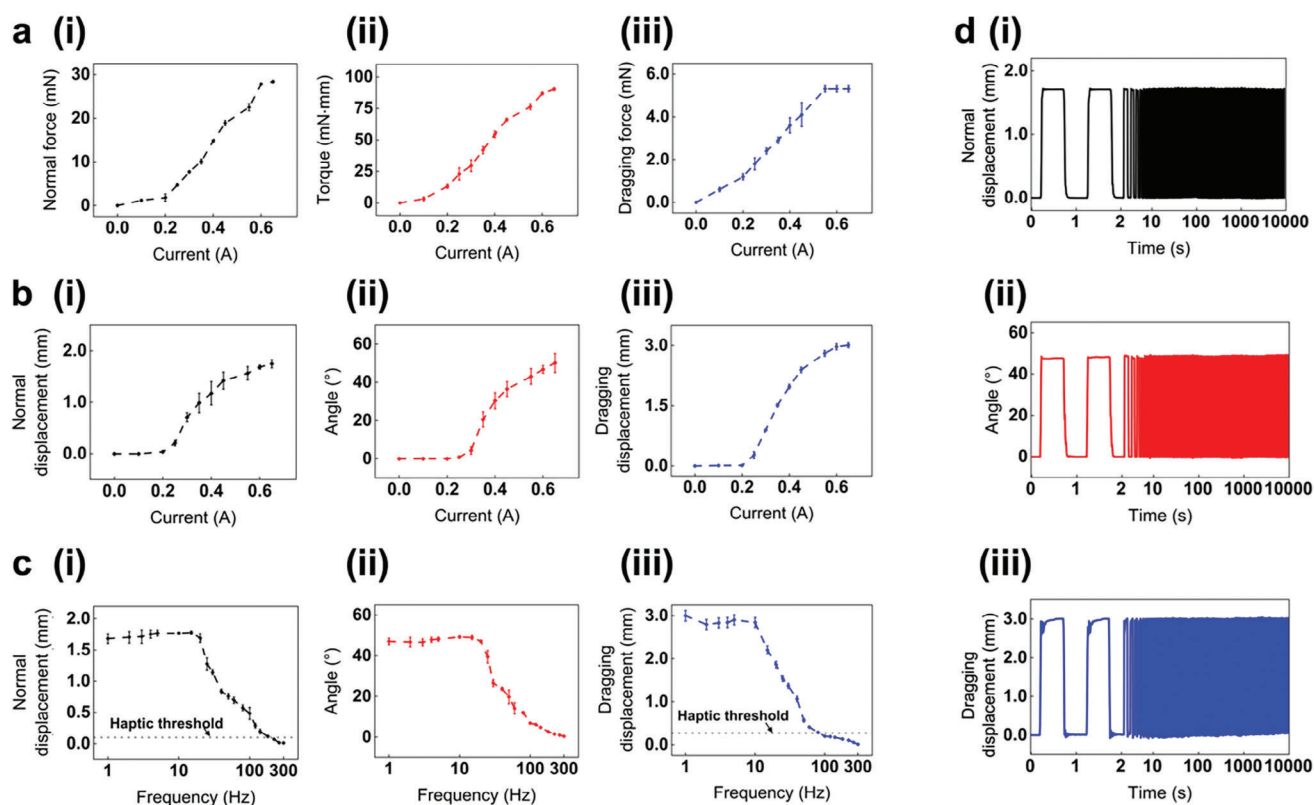 a (i)
Normal force (mN)
30
20
10
0
0.0 0.2 0.4 0.6
Current (A)
(ii)
Torque (mN·mm)
100
75
50
25
0
0.0 0.2 0.4 0.6
Current (A)
(iii)
Dragging force (mN)
6.0
4.0
2.0
0.0
0.0 0.2 0.4 0.6
Current (A)
b (i)
Normal
displacement (mm)
2.0
1.0
0.0
0.0 0.2 0.4 0.6
Current (A)
(ii)
Angle (°)
60
40
20
0
0.0 0.2 0.4 0.6
Current (A)
(iii)
Dragging
displacement (mm)
3.0
1.5
0.0
0.0 0.2 0.4 0.6
Current (A)
c (i)
Normal
displacement (mm)
2.0
1.5
1.0
0.5
0.0
Haptic threshold
1 10 100 300
Frequency (Hz)
(ii)
Angle (°)
60
40
20
0
1 10 100 300
Frequency (Hz)
(iii)
Dragging
displacement (mm)
3.0
2.0
1.0
0.0
Haptic threshold
1 10 100 300
Frequency (Hz)
d (i)
Normal
displacement (mm)
2.0
1.0
0.0
0 1 2 10 100 1000 10000
Time (s)
(ii)
Angle (°)
60
40
20
0
0 1 2 10 100 1000 10000
Time (s)
(iii)
Dragging
displacement (mm)
3.0
2.0
1.0
0.0
0 1 2 10 100 1000 10000
Time (s)